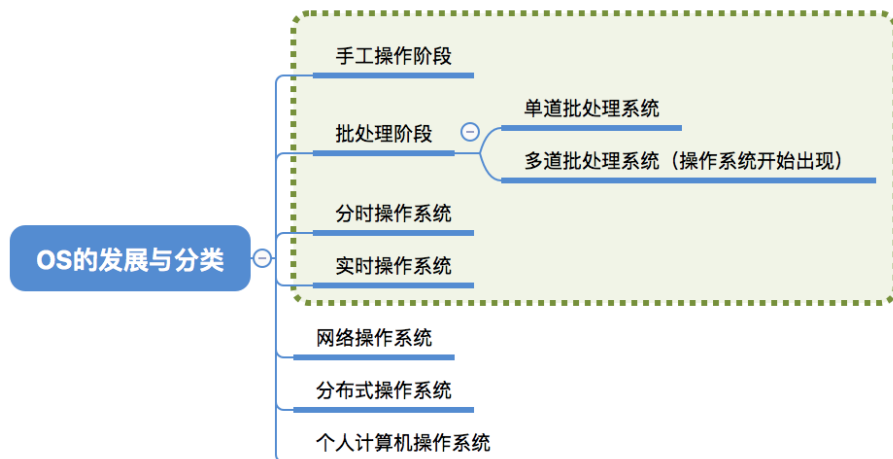 手工操作阶段
批处理阶段
单道批处理系统
多道批处理系统（操作系统开始出现）
分时操作系统
OS的发展与分类
实时操作系统
网络操作系统
分布式操作系统
个人计算机操作系统